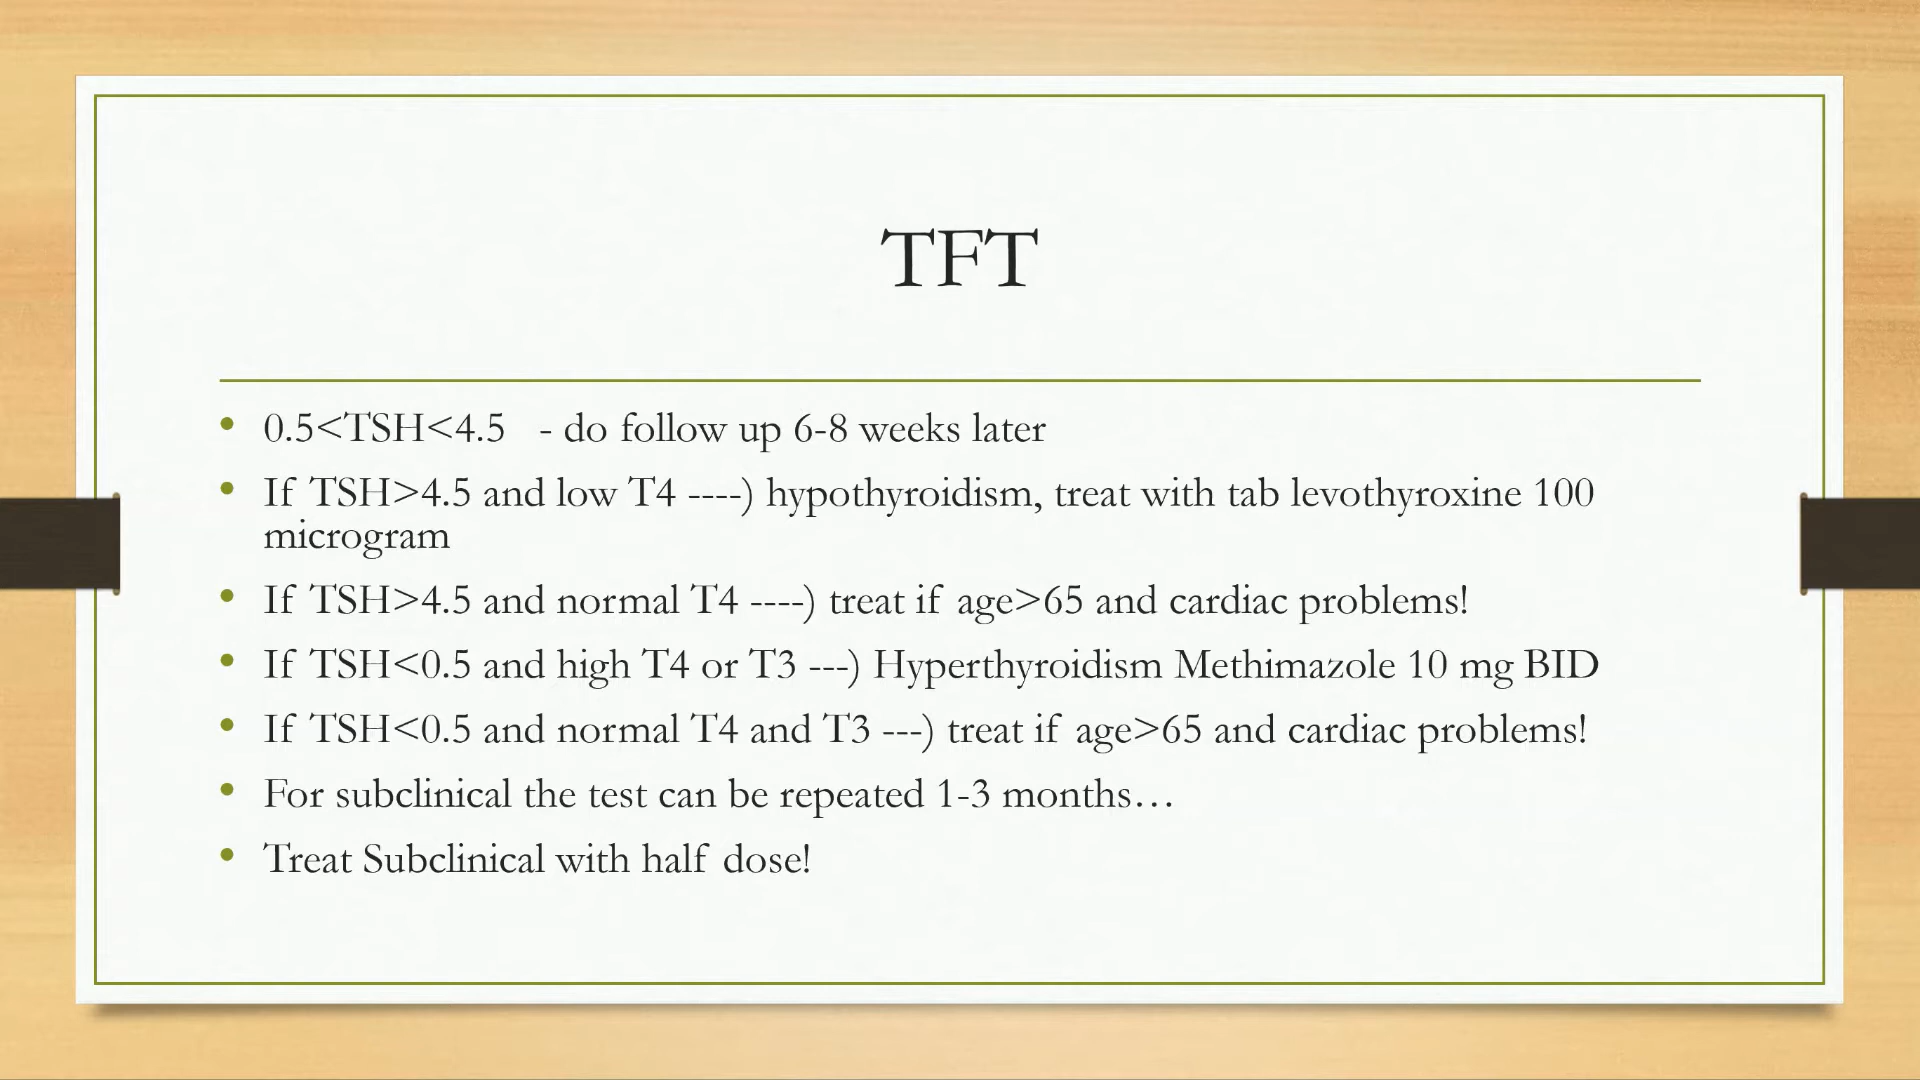 TFT
• 0.5<TSH<4.5   - do follow up 6-8 weeks later
• If TSH>4.5 and low T4 ----) hypothyroidism, treat with tab levothyroxine 100
microgram
• If TSH>4.5 and normal T4 ----) treat if age>65 and cardiac problems!
• If TSH<0.5 and high T4 or T3 ---) Hyperthyroidism Methimazole 10 mg BID
• If TSH<0.5 and normal T4 and T3 ---) treat if age>65 and cardiac problems!
• For subclinical the test can be repeated 1-3 months…
• Treat Subclinical with half dose!